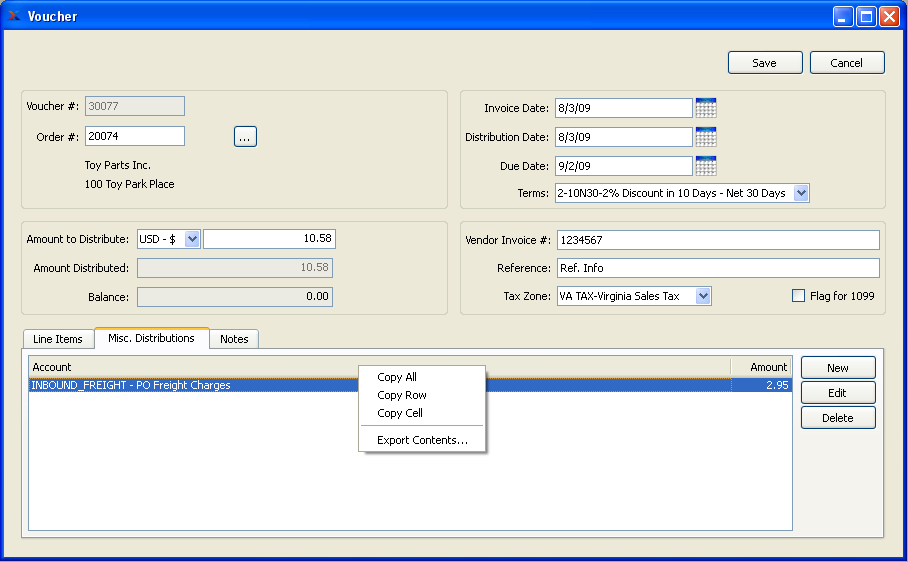 Voucher
Save Cancel
Voucher #: 30077
Order #: 20074 ...
Toy Parts Inc.
100 Toy Park Place
Invoice Date: 8/3/09
Distribution Date: 8/3/09
Due Date: 9/2/09
Terms: 2-10N30-2% Discount in 10 Days - Net 30 Days
Amount to Distribute: USD - $ 10.58
Amount Distributed: 10.58
Balance: 0.00
Vendor Invoice #: 1234567
Reference: Ref. Info
Tax Zone: VA TAX-Virginia Sales Tax Flag for 1099
Line Items Misc. Distributions Notes
Account Amount
INBOUND_FREIGHT - PO Freight Charges 2.95
Copy All
Copy Row
Copy Cell
Export Contents...
New
Edit
Delete